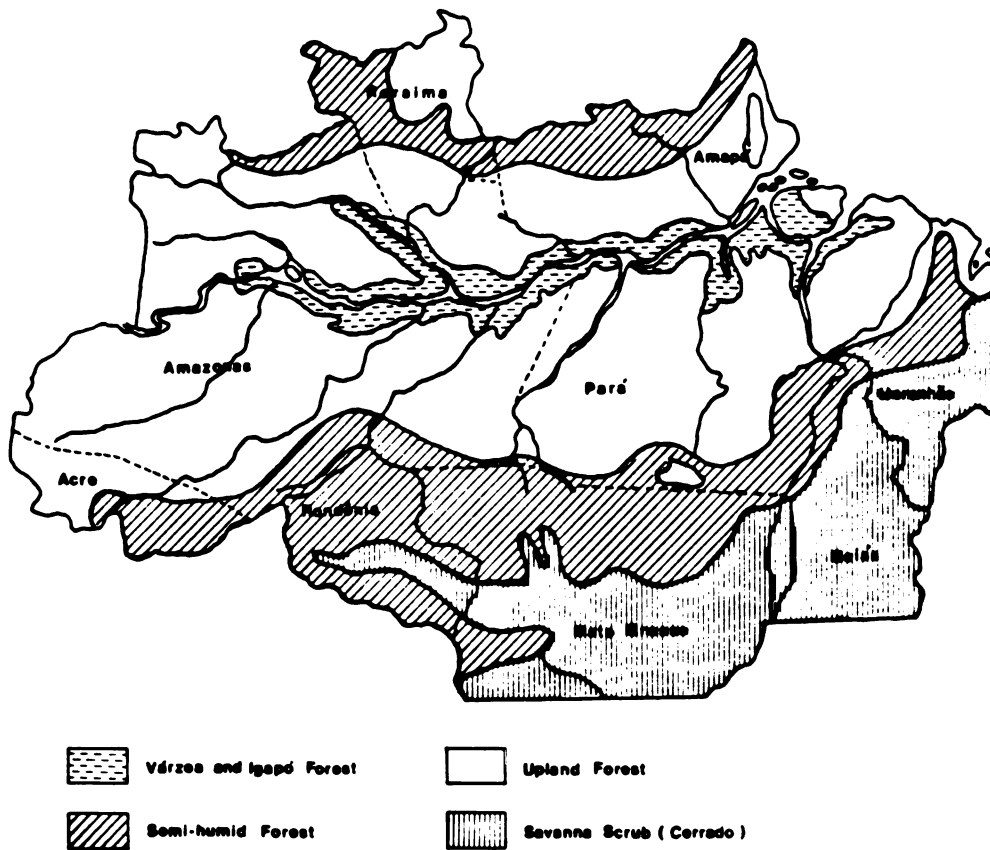 Roraima
Amapá
Amazonas
Pará
Maranhão
Acre
Rondônia
Goiás
Mato Grosso
Várzea and Igapó Forest
Upland Forest
Semi-humid Forest
Savanna Scrub (Cerrado)